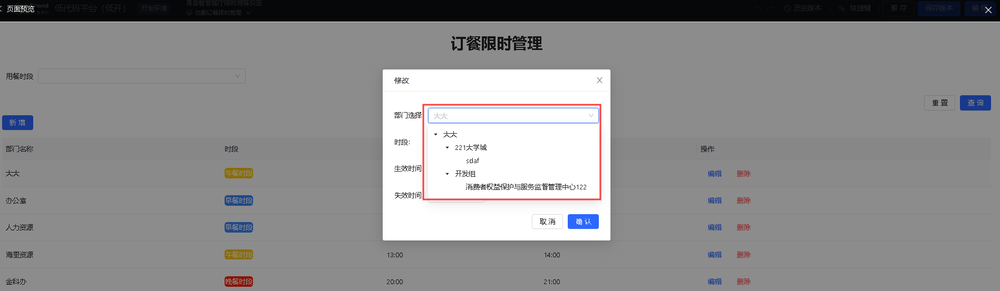 页面预览
低代码平台（低开）
开发环境
青岛智慧餐厅限时用餐设定
勿删订餐限时管理
历史版本
快捷键
暂 存
保存版本
订餐限时管理
用餐时段
重 置
查 询
新 增
部门名称 时段 操作
大大 午餐时段 编辑 删除
办公室 早餐时段 编辑 删除
人力资源 早餐时段 编辑 删除
海里资源 午餐时段 13:00 14:00 编辑 删除
金科办 晚餐时段 20:00 21:00 编辑 删除
修改
部门选择 大大
大大
221大学城
sdaf
开发组
消费者权益保护与服务监督管理中心122
时段:
生效时间
失效时间
取 消
确 认